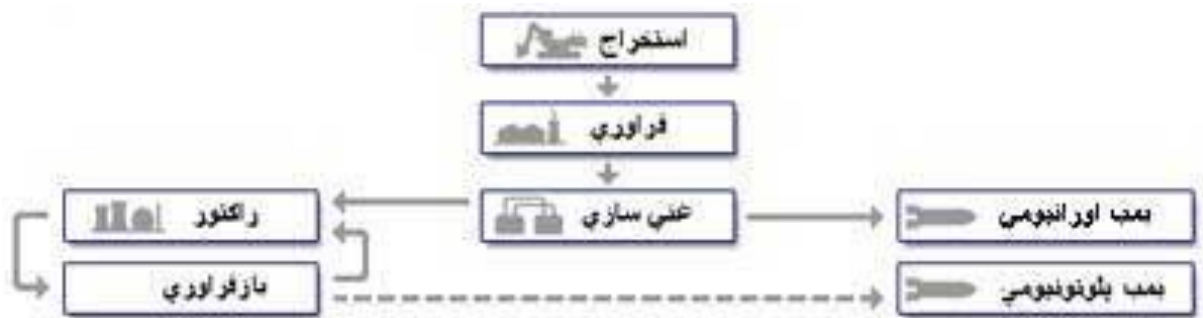 استخراج
فراوري
غني سازي
راكتور
بازفراوري
بمب اورانيومي
بمب پلوتونيومي